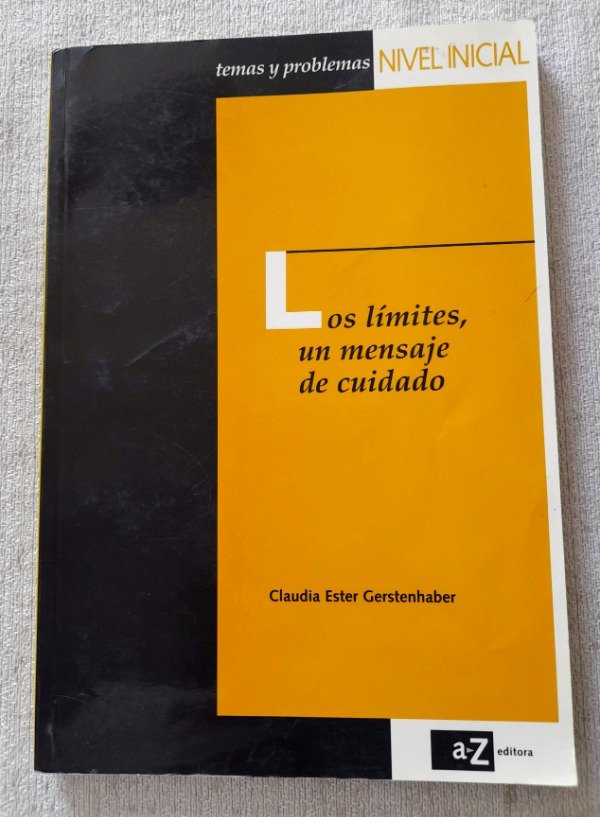 temas y problemas NIVEL INICIAL
Los límites,
un mensaje
de cuidado
Claudia Ester Gerstenhaber
a-Z editora